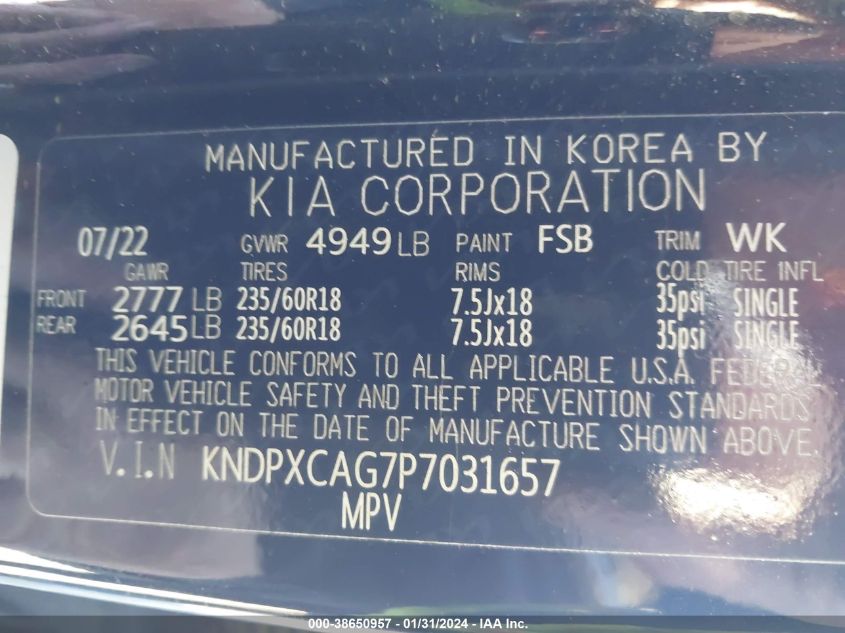 MANUFACTURED IN KOREA BY
KIA CORPORATION
07/22 GVWR 4949 LB PAINT FSB TRIM WK
GAWR TIRES RIMS COLD TIRE INFL
FRONT 2777 LB 235/60R18 7.5Jx18 35psi SINGLE
REAR 2645 LB 235/60R18 7.5Jx18 35psi SINGLE
THIS VEHICLE CONFORMS TO ALL APPLICABLE U.S.A. FEDERAL
MOTOR VEHICLE SAFETY AND THEFT PREVENTION STANDARDS
IN EFFECT ON THE DATE OF MANUFACTURE SHOWN ABOVE.
V.I.N KNDPXCAG7P7031657
MPV
000-38650957 - 01/31/2024 - IAA Inc.